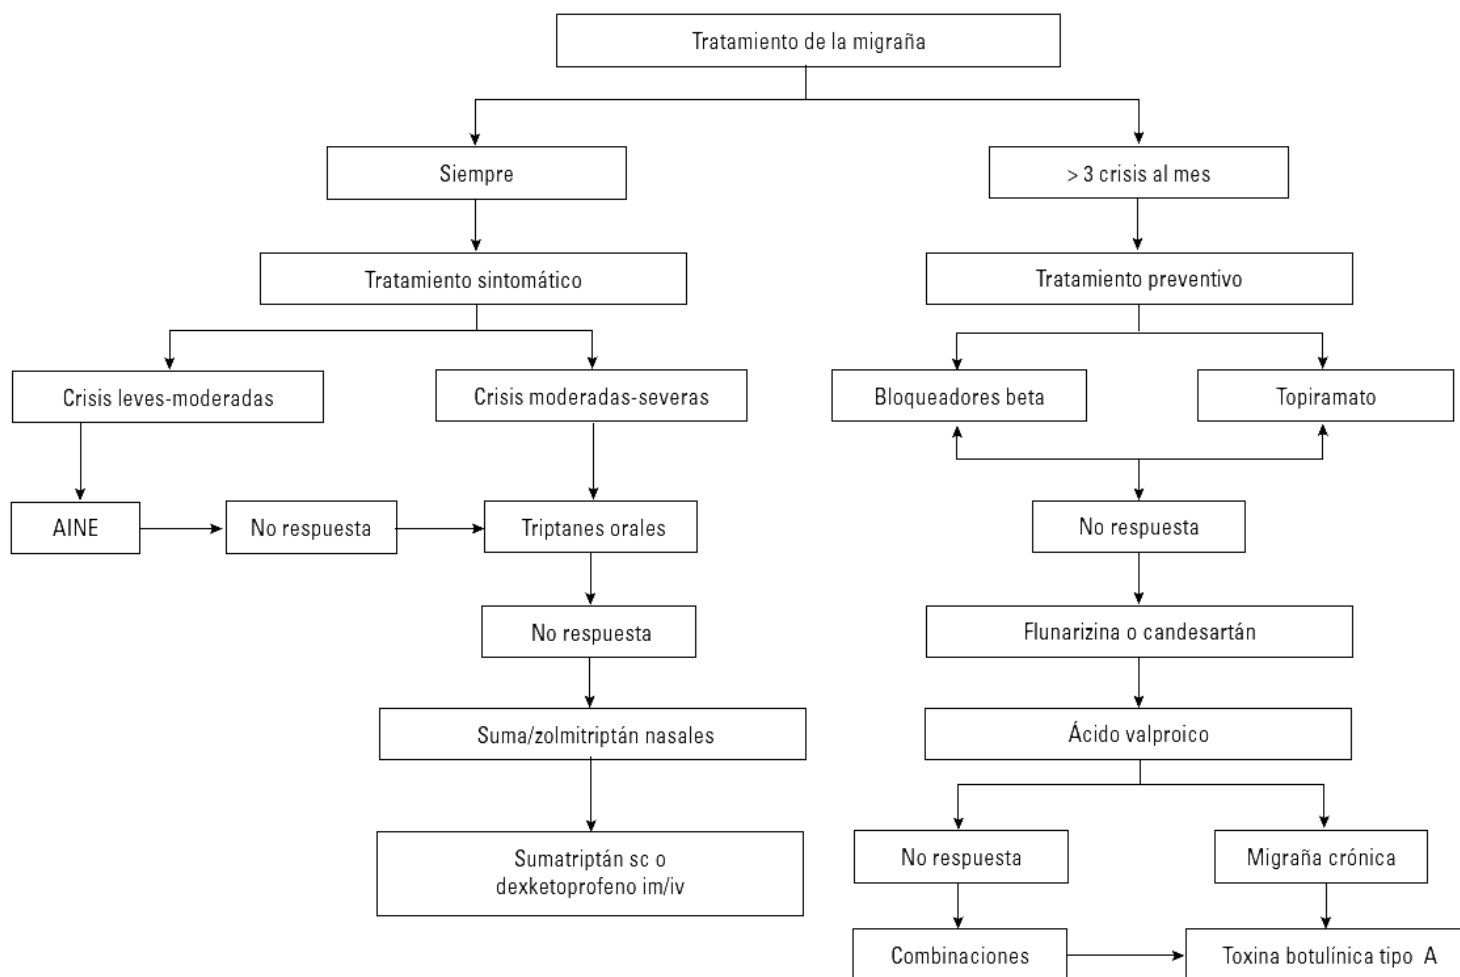 Tratamiento de la migraña
Siempre
> 3 crisis al mes
Tratamiento sintomático
Tratamiento preventivo
Crisis leves-moderadas
Crisis moderadas-severas
Bloqueadores beta
Topiramato
AINE
No respuesta
Triptanes orales
No respuesta
No respuesta
Flunarizina o candesartán
Suma/zolmitriptán nasales
Ácido valproico
Sumatriptán sc o
dexketoprofeno im/iv
No respuesta
Migraña crónica
Combinaciones
Toxina botulínica tipo A